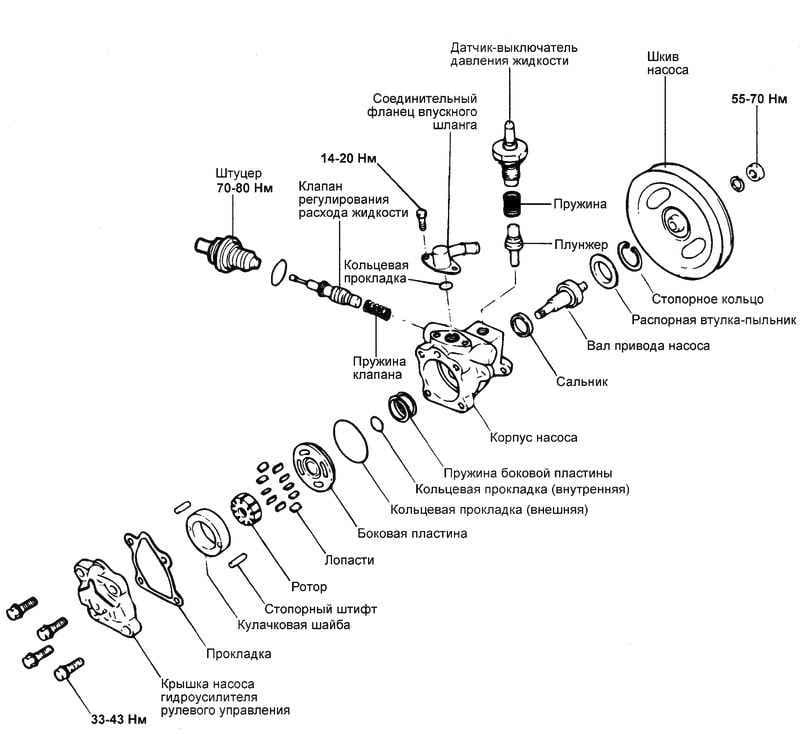 Датчик-выключатель
давления жидкости
Шкив
насоса
55-70 Нм
Соединительный
фланец впускного
шланга
14-20 Нм
Штуцер
70-80 Нм
Клапан
регулирования
расхода жидкости
Пружина
Плунжер
Кольцевая
прокладка
Стопорное кольцо
Распорная втулка-пыльник
Вал привода насоса
Пружина
клапана
Сальник
Корпус насоса
Пружина боковой пластины
Кольцевая прокладка (внутренняя)
Кольцевая прокладка (внешняя)
Боковая пластина
Лопасти
Ротор
Стопорный штифт
Кулачковая шайба
Прокладка
Крышка насоса
гидроусилителя
рулевого управления
33-43 Нм